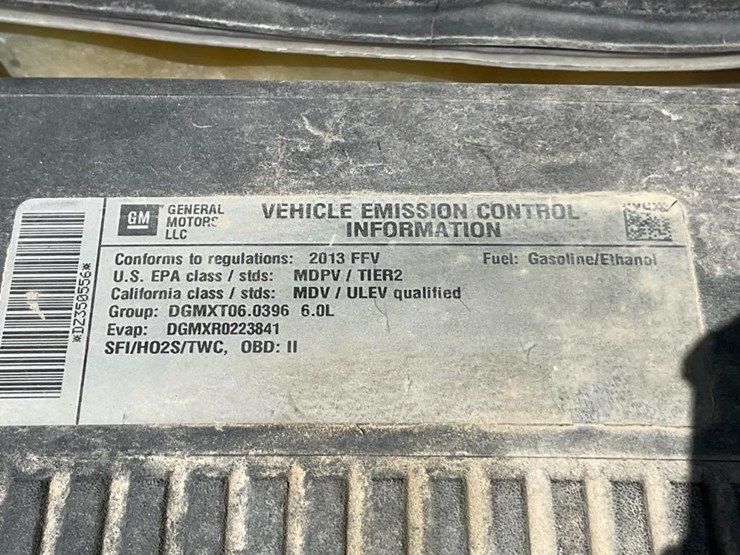 GM GENERAL MOTORS LLC
VEHICLE EMISSION CONTROL
INFORMATION
Conforms to regulations: 2013 FFV Fuel: Gasoline/Ethanol
U.S. EPA class / stds: MDPV / TIER2
California class / stds: MDV / ULEV qualified
Group: DGMXT06.0396 6.0L
Evap: DGMXR0223841
SFI/HO2S/TWC, OBD: II
*DZ350556*